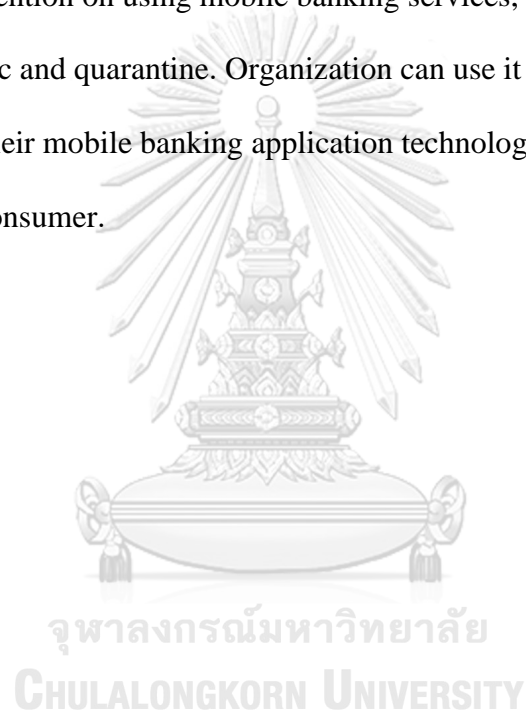 ention on using mobile banking services,
c and quarantine. Organization can use it
eir mobile banking application technolog
onsumer.
จุฬาลงกรณ์มหาวิทยาลัย
CHULALONGKORN UNIVERSITY